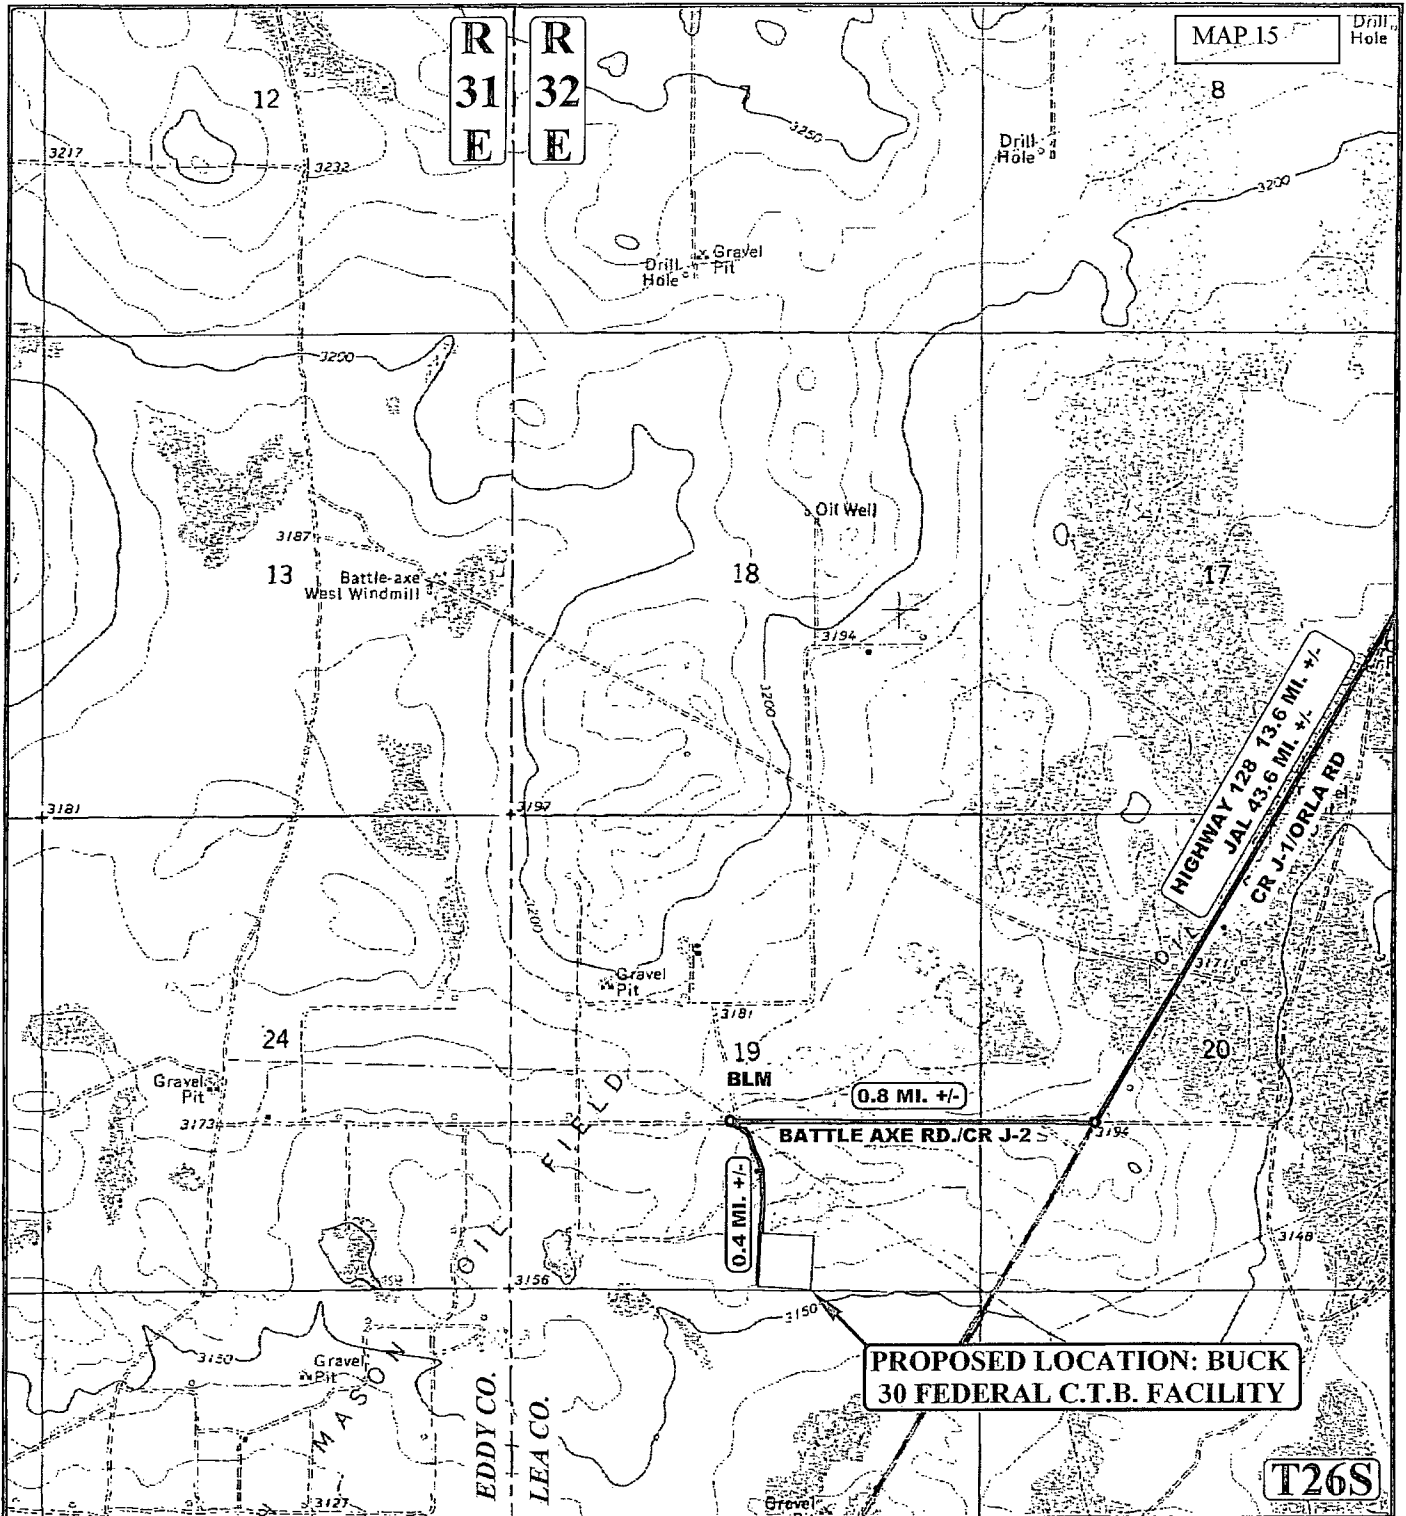 R
31
E
R
32
E
MAP 15
Drill
Hole
12
8
3250
3217
3232
Drill
Hole
3200
Gravel
Pit
Drill
Hole
3200
Oil Well
3187
13
Battle-axe
West Windmill
18
17
3194
3200
HIGHWAY 128 13.6 MI. +/-
JAL 43.6 MI. +/-
CR J-1/ORLA RD
3181
3197
3200
OIL
3171
Gravel
Pit
3181
24
19
BLM
20
Gravel
Pit
0.8 MI. +/-
3173
BATTLE AXE RD./CR J-2
3194
FIELD
0.4 MI. +/-
OIL
3148
3156
3150
3150
Gravel
Pit
MASON
PROPOSED LOCATION: BUCK
30 FEDERAL C.T.B. FACILITY
EDDY CO.
LEA CO.
3127
Gravel
T26S